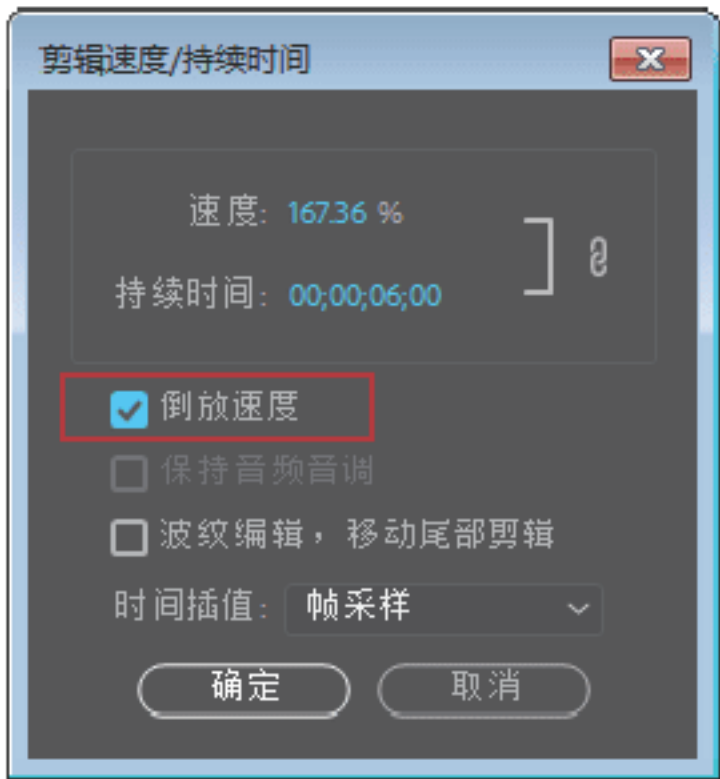 剪辑速度/持续时间
速度: 167.36 %
持续时间: 00;00;06;00
倒放速度
保持音频音调
波纹编辑，移动尾部剪辑
时间插值: 帧采样
确定 取消